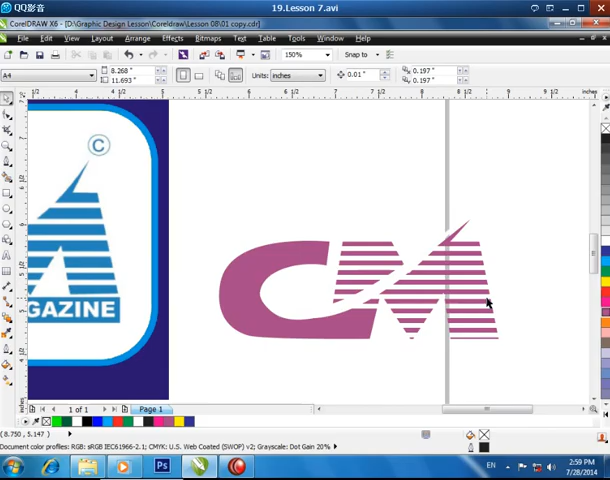 QQ影音
19.Lesson 7.avi
CorelDRAW X6 - [D:\Graphic Design Lesson\Coreldraw\Lesson 08\01 copy.cdr]
File Edit View Layout Arrange Effects Bitmaps Text Table Tools Window Help
150% Snap to
A4 8.268 " 11.693 " Units: inches 0.01 " 0.197 " 0.197 "
inches
©
GAZINE
CM
1 of 1 Page 1
( 8.750 , 5.147 )
Document color profiles: RGB: sRGB IEC61966-2.1; CMYK: U.S. Web Coated (SWOP) v2; Grayscale: Dot Gain 20%
Ps
EN
2:59 PM
7/28/2014